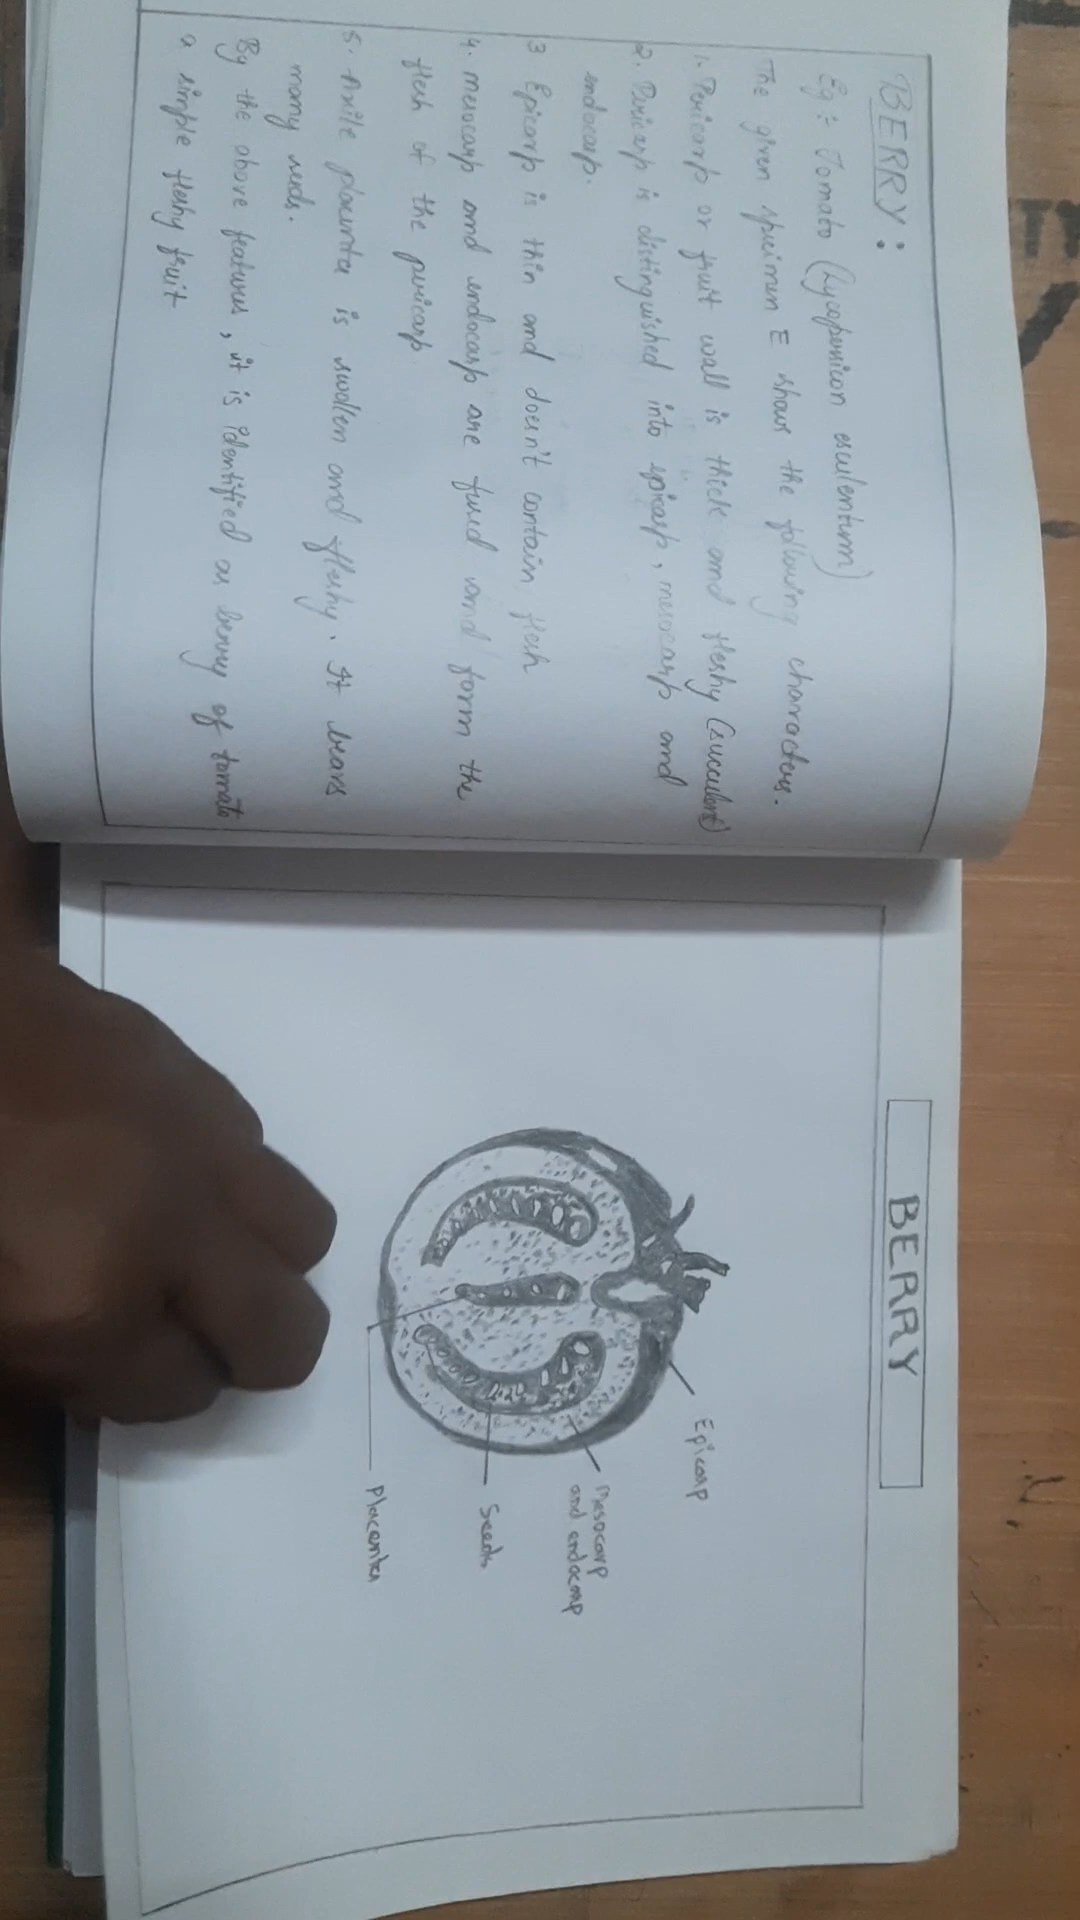 BERRY:
Eg:- Tomato (Lycopersicon esculentum)
The given specimen E shows the following characters.
1. Pericarp or fruit wall is thick and fleshy (succulent)
2. Pericarp is distinguished into epicarp, mesocarp and
endocarp.
3 Epicarp is thin and doesn't contain flesh
4. mesocarp and endocarp are fused and form the
flesh of the pericarp
5. Axile placenta is swollen and fleshy. It bears
many seeds.
By the above features, it is identified as berry of tomato
a simple fleshy fruit
BERRY
Epicarp
mesocarp
and endocarp
Seeds
Placenta